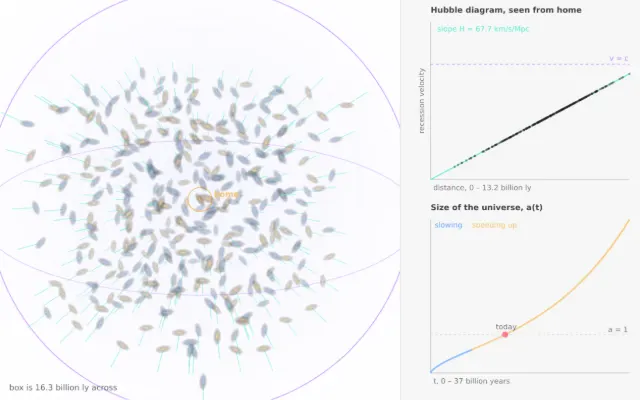 Hubble diagram, seen from home
slope H = 67.7 km/s/Mpc
v = c
recession velocity
distance, 0 – 13.2 billion ly
home
Size of the universe, a(t)
slowing speeding up
today
a = 1
t, 0 – 37 billion years
box is 16.3 billion ly across